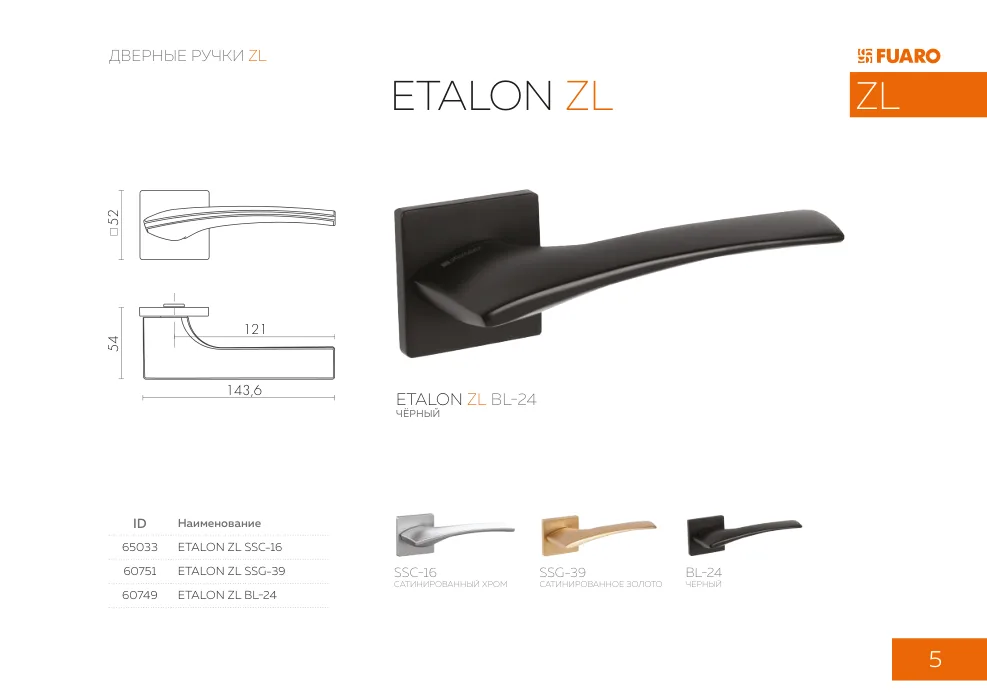 ДВЕРНЫЕ РУЧКИ ZL
FUARO
ZL
ETALON ZL
□52
54
121
143,6
ETALON ZL BL-24
ЧЁРНЫЙ
ID Наименование
65033 ETALON ZL SSC-16
60751 ETALON ZL SSG-39
60749 ETALON ZL BL-24
SSC-16
САТИНИРОВАННЫЙ ХРОМ
SSG-39
САТИНИРОВАННОЕ ЗОЛОТО
BL-24
ЧЕРНЫЙ
5